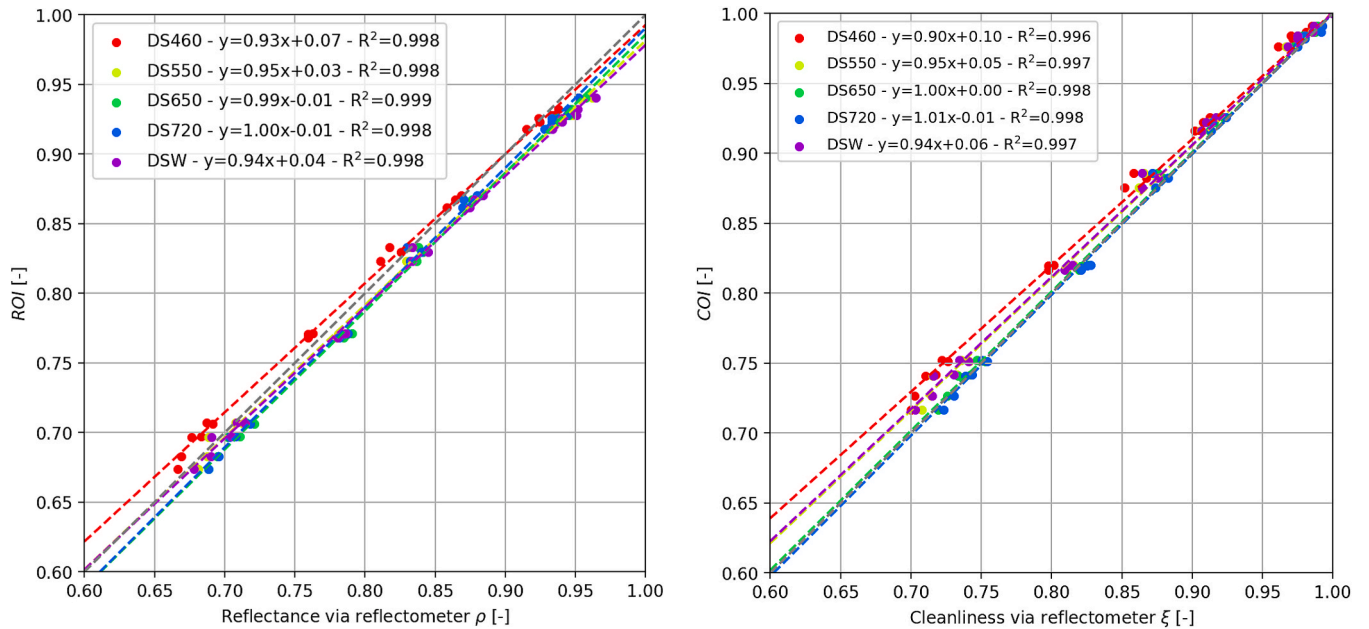 1.00
0.95
0.90
0.85
0.80
0.75
0.70
0.65
0.60
ROI [-]
DS460 - y=0.93x+0.07 - R²=0.998
DS550 - y=0.95x+0.03 - R²=0.998
DS650 - y=0.99x-0.01 - R²=0.999
DS720 - y=1.00x-0.01 - R²=0.998
DSW - y=0.94x+0.04 - R²=0.998
0.60 0.65 0.70 0.75 0.80 0.85 0.90 0.95 1.00
Reflectance via reflectometer ρ [-]
1.00
0.95
0.90
0.85
0.80
0.75
0.70
0.65
0.60
COI [-]
DS460 - y=0.90x+0.10 - R²=0.996
DS550 - y=0.95x+0.05 - R²=0.997
DS650 - y=1.00x+0.00 - R²=0.998
DS720 - y=1.01x-0.01 - R²=0.998
DSW - y=0.94x+0.06 - R²=0.997
0.60 0.65 0.70 0.75 0.80 0.85 0.90 0.95 1.00
Cleanliness via reflectometer ξ [-]